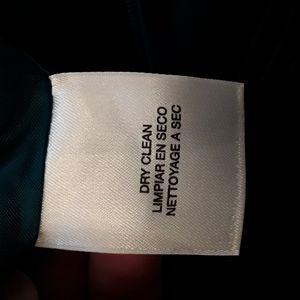 DRY CLEAN
LIMPIAR EN SECO
NETTOYAGE A SEC